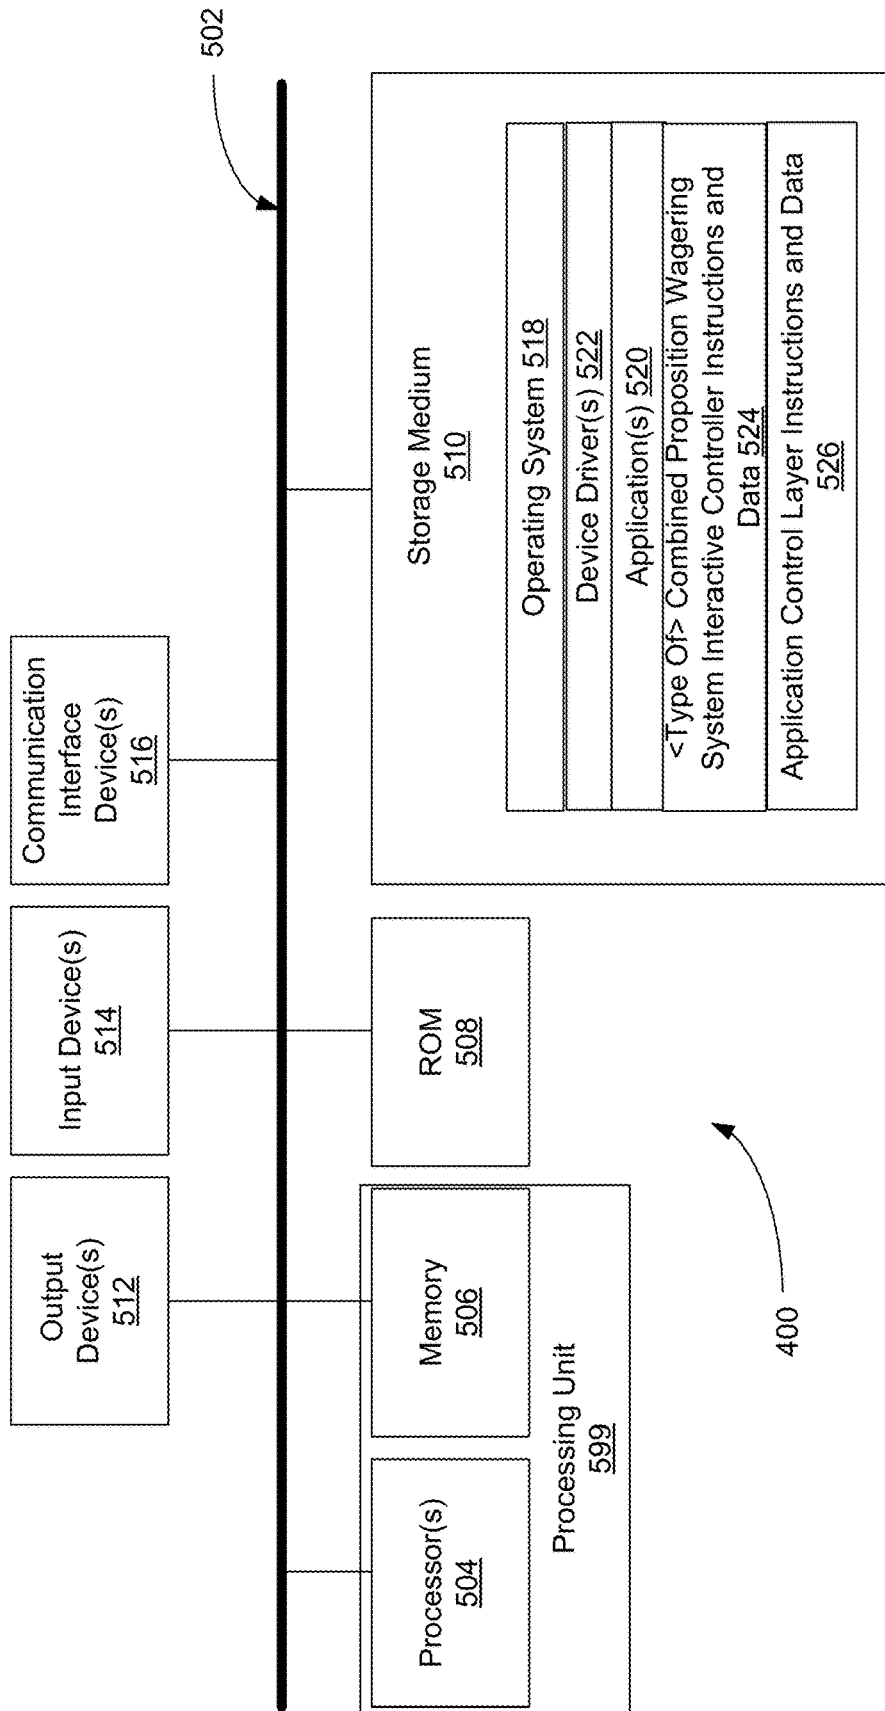 Output
Device(s)
512
Input Device(s)
514
Communication
Interface
Device(s)
516
502
Processor(s)
504
Memory
506
Processing Unit
599
ROM
508
Storage Medium
510
Operating System 518
Device Driver(s) 522
Application(s) 520
<Type Of> Combined Proposition Wagering
System Interactive Controller Instructions and
Data 524
Application Control Layer Instructions and Data
526
400